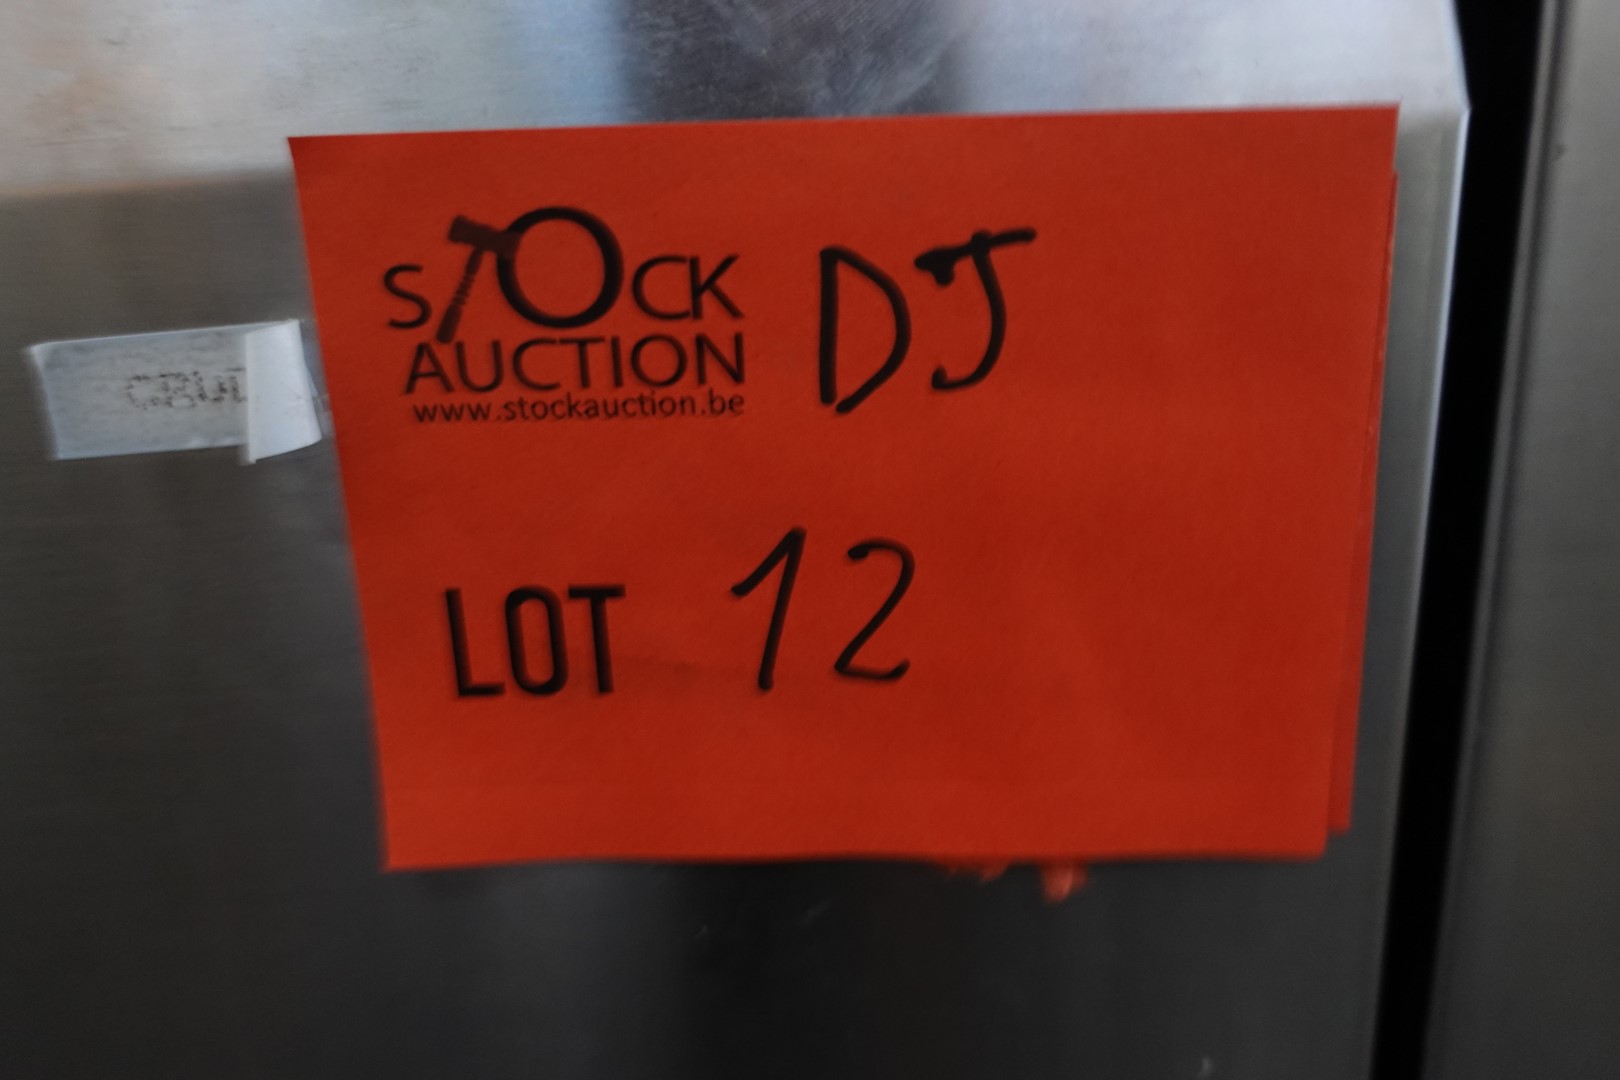 STOCK DJ
AUCTION
www.stockauction.be
LOT 12